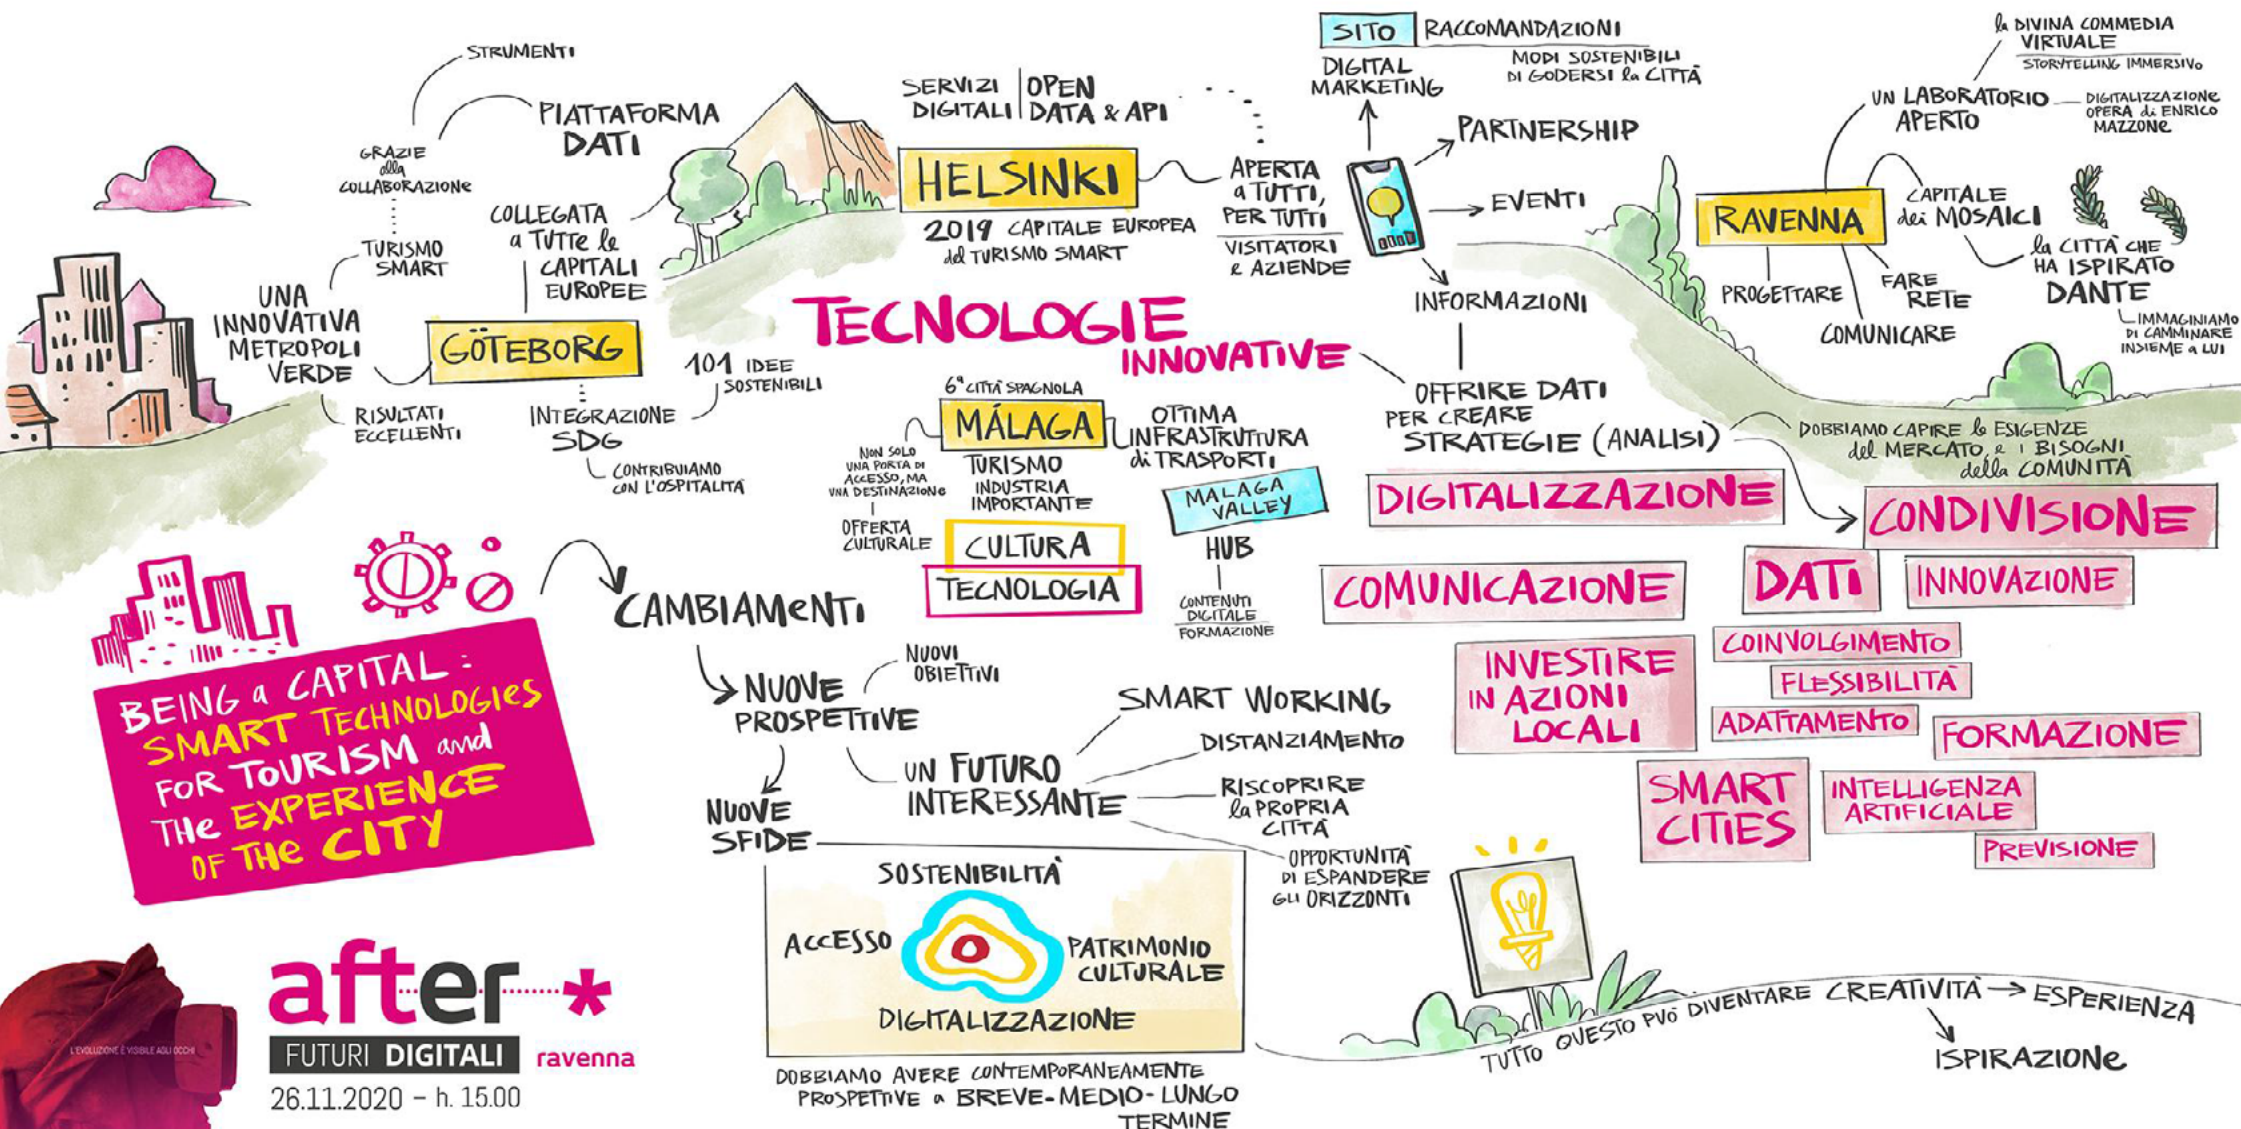 STRUMENTI
PIATTAFORMA
DATI
GRAZIE
alla
COLLABORAZIONE
TURISMO
SMART
COLLEGATA
a TUTTE le
CAPITALI
EUROPEE
UNA
INNOVATIVA
METROPOLI
VERDE
GÖTEBORG
RISULTATI
ECCELLENTI
INTEGRAZIONE
SDG
CONTRIBUIAMO
CON L'OSPITALITÀ
101 IDEE
SOSTENIBILI
SERVIZI
DIGITALI
OPEN
DATA & API
HELSINKI
2019 CAPITALE EUROPEA
del TURISMO SMART
APERTA
a TUTTI,
PER TUTTI
VISITATORI
e AZIENDE
SITO
RACCOMANDAZIONI
MODI SOSTENIBILI
DI GODERSI la CITTÀ
DIGITAL
MARKETING
PARTNERSHIP
EVENTI
INFORMAZIONI
la DIVINA COMMEDIA
VIRTUALE
STORYTELLING IMMERSIVO
UN LABORATORIO
APERTO
DIGITALIZZAZIONE
OPERA di ENRICO
MAZZONE
RAVENNA
CAPITALE
dei MOSAICI
la CITTÀ CHE
HA ISPIRATO
DANTE
IMMAGINIAMO
DI CAMMINARE
INSIEME a LUI
PROGETTARE
COMUNICARE
FARE
RETE
TECNOLOGIE
INNOVATIVE
OFFRIRE DATI
PER CREARE
STRATEGIE (ANALISI)
DOBBIAMO CAPIRE le ESIGENZE
del MERCATO, e i BISOGNI
della COMUNITÀ
6ª CITTÀ SPAGNOLA
MÁLAGA
OTTIMA
INFRASTRUTTURA
di TRASPORTI
NON SOLO
UNA PORTA DI
ACCESSO, MA
UNA DESTINAZIONE
OFFERTA
CULTURALE
TURISMO
INDUSTRIA
IMPORTANTE
CULTURA
TECNOLOGIA
MALAGA
VALLEY
HUB
CONTENUTI
DIGITALE
FORMAZIONE
DIGITALIZZAZIONE
CONDIVISIONE
COMUNICAZIONE
DATI
INNOVAZIONE
INVESTIRE
IN AZIONI
LOCALI
COINVOLGIMENTO
FLESSIBILITÀ
ADATTAMENTO
FORMAZIONE
SMART
CITIES
INTELLIGENZA
ARTIFICIALE
PREVISIONE
BEING a CAPITAL:
SMART TECHNOLOGIES
FOR TOURISM and
THe EXPERIENCE
OF THe CITY
CAMBIAMeNTI
NUOVE
PROSPETTIVE
NUOVI
OBIETTIVI
UN FUTURO
INTERESSANTE
SMART WORKING
DISTANZIAMENTO
RISCOPRIRE
la PROPRIA
CITTÀ
OPPORTUNITÀ
DI ESPANDERE
GLI ORIZZONTI
NUOVE
SFIDE
SOSTENIBILITÀ
ACCESSO
PATRIMONIO
CULTURALE
DIGITALIZZAZIONE
DOBBIAMO AVERE CONTEMPORANEAMENTE
PROSPETTIVE a BREVE-MEDIO-LUNGO
TERMINE
TUTTO QUESTO PUÒ DIVENTARE CREATIVITÀ → ESPERIENZA
ISPIRAZIONe
L'EVOLUZIONE È VISIBILE AGLI OCCHI
after*
FUTURI DIGITALI
ravenna
26.11.2020 – h. 15.00